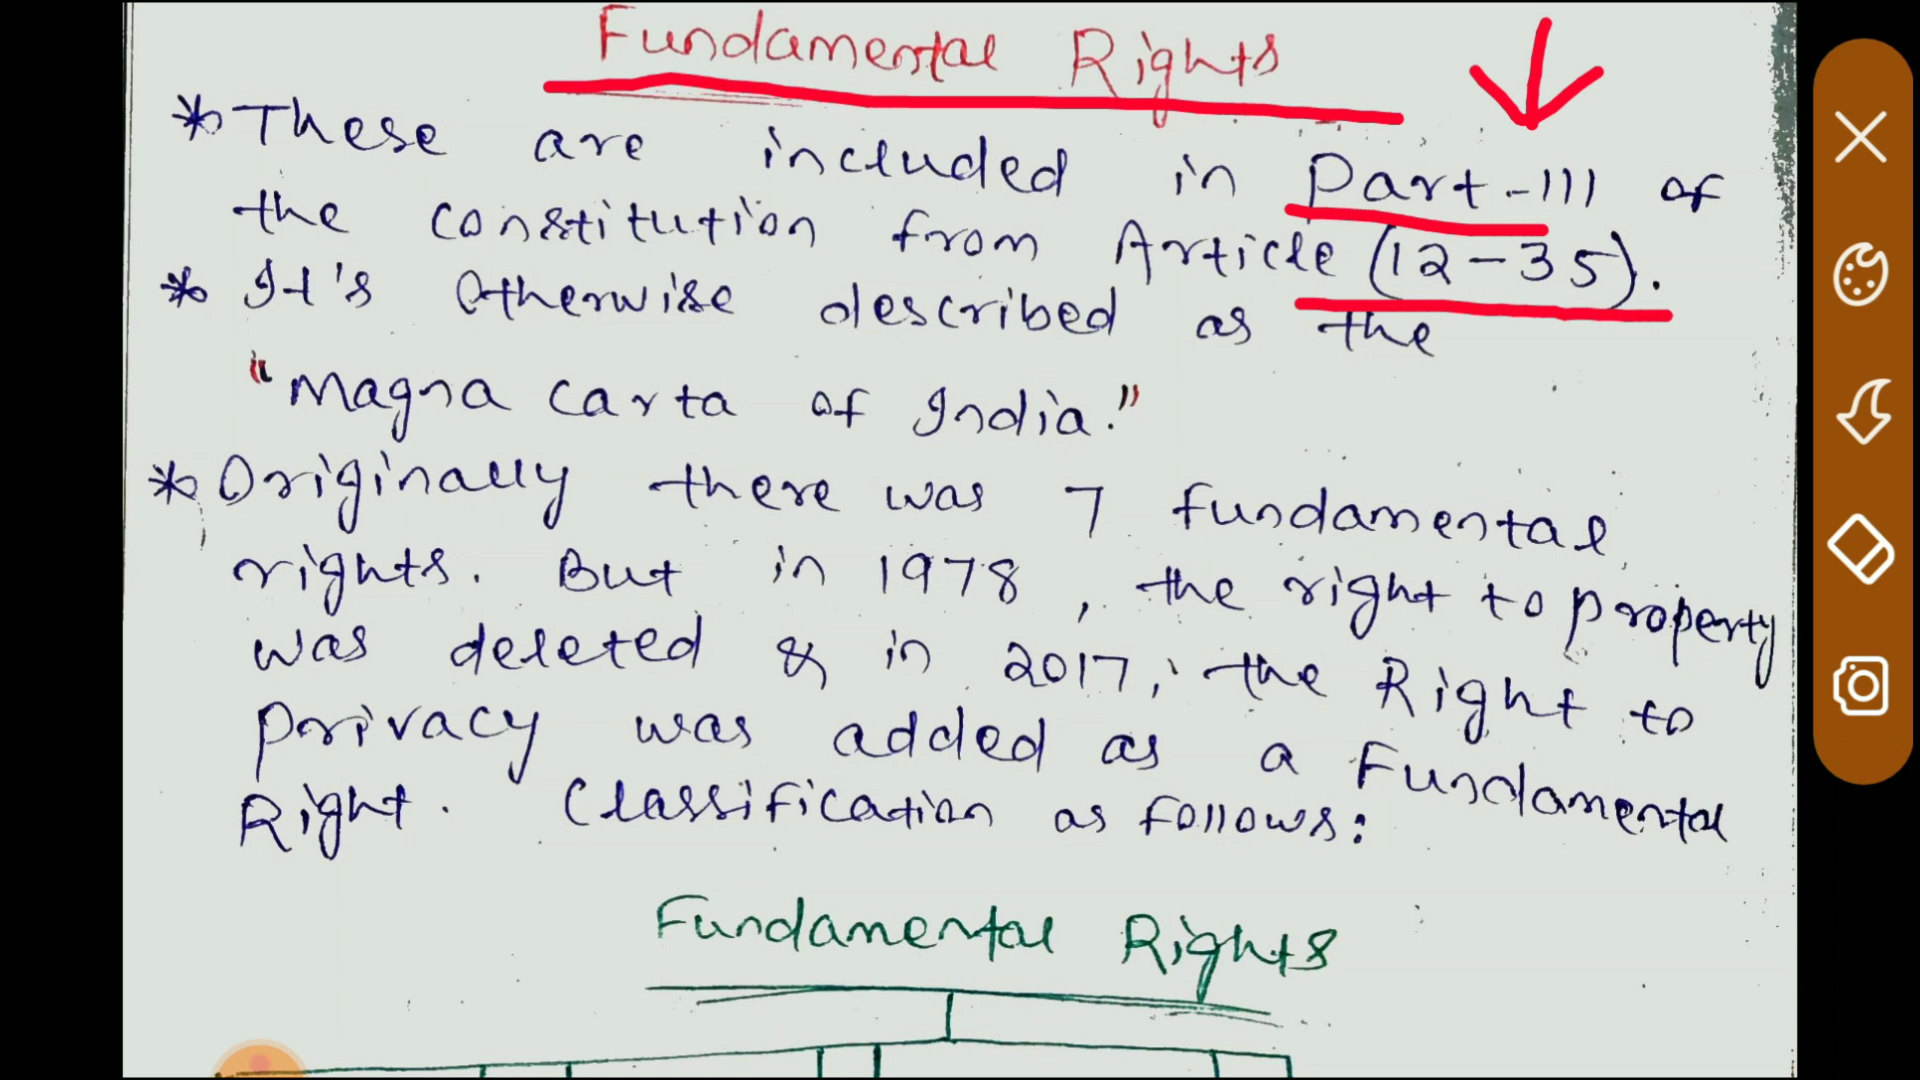 Fundamental Rights
* These are included in Part-III of
the constitution from Article (12-35).
* It's Otherwise described as the
"Magna Carta of India."
* Originally there was 7 fundamental
rights. But in 1978, the right to property
was deleted & in 2017, the Right to
privacy was added as a Fundamental
Right. Classification as follows:
Fundamental Rights